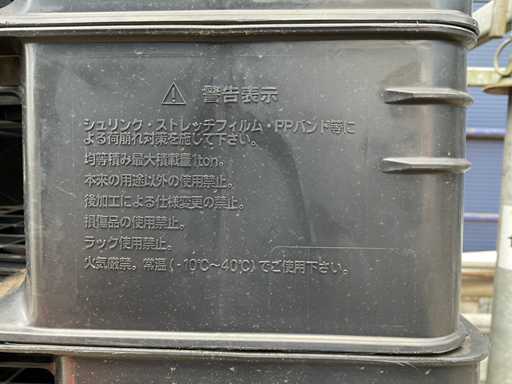 警告表示
シュリンク・ストレッチフィルム・PPバンド等に
よる荷崩れ対策を施して下さい。
均等積み最大積載量1ton。
本来の用途以外の使用禁止。
後加工による仕様変更の禁止。
損傷品の使用禁止。
ラック使用禁止。
火気厳禁。常温(-10℃~40℃)でご使用下さい。